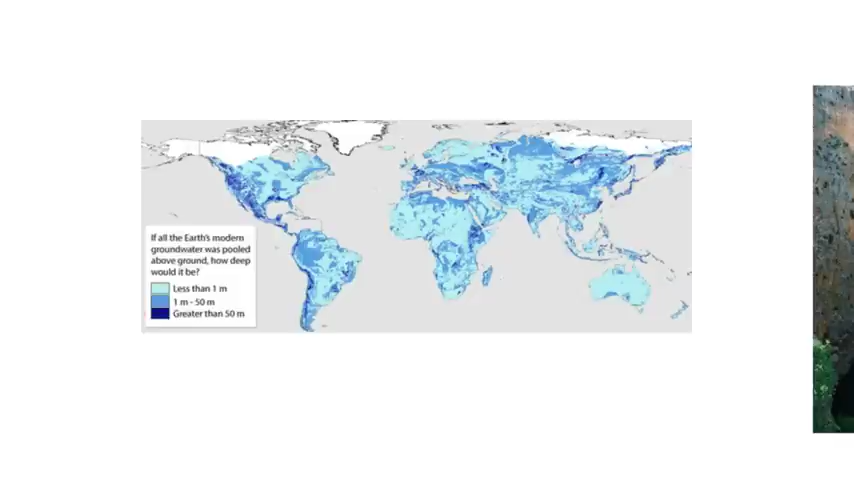 If all the Earth's modern
groundwater was pooled
above ground, how deep
would it be?
Less than 1 m
1 m - 50 m
Greater than 50 m